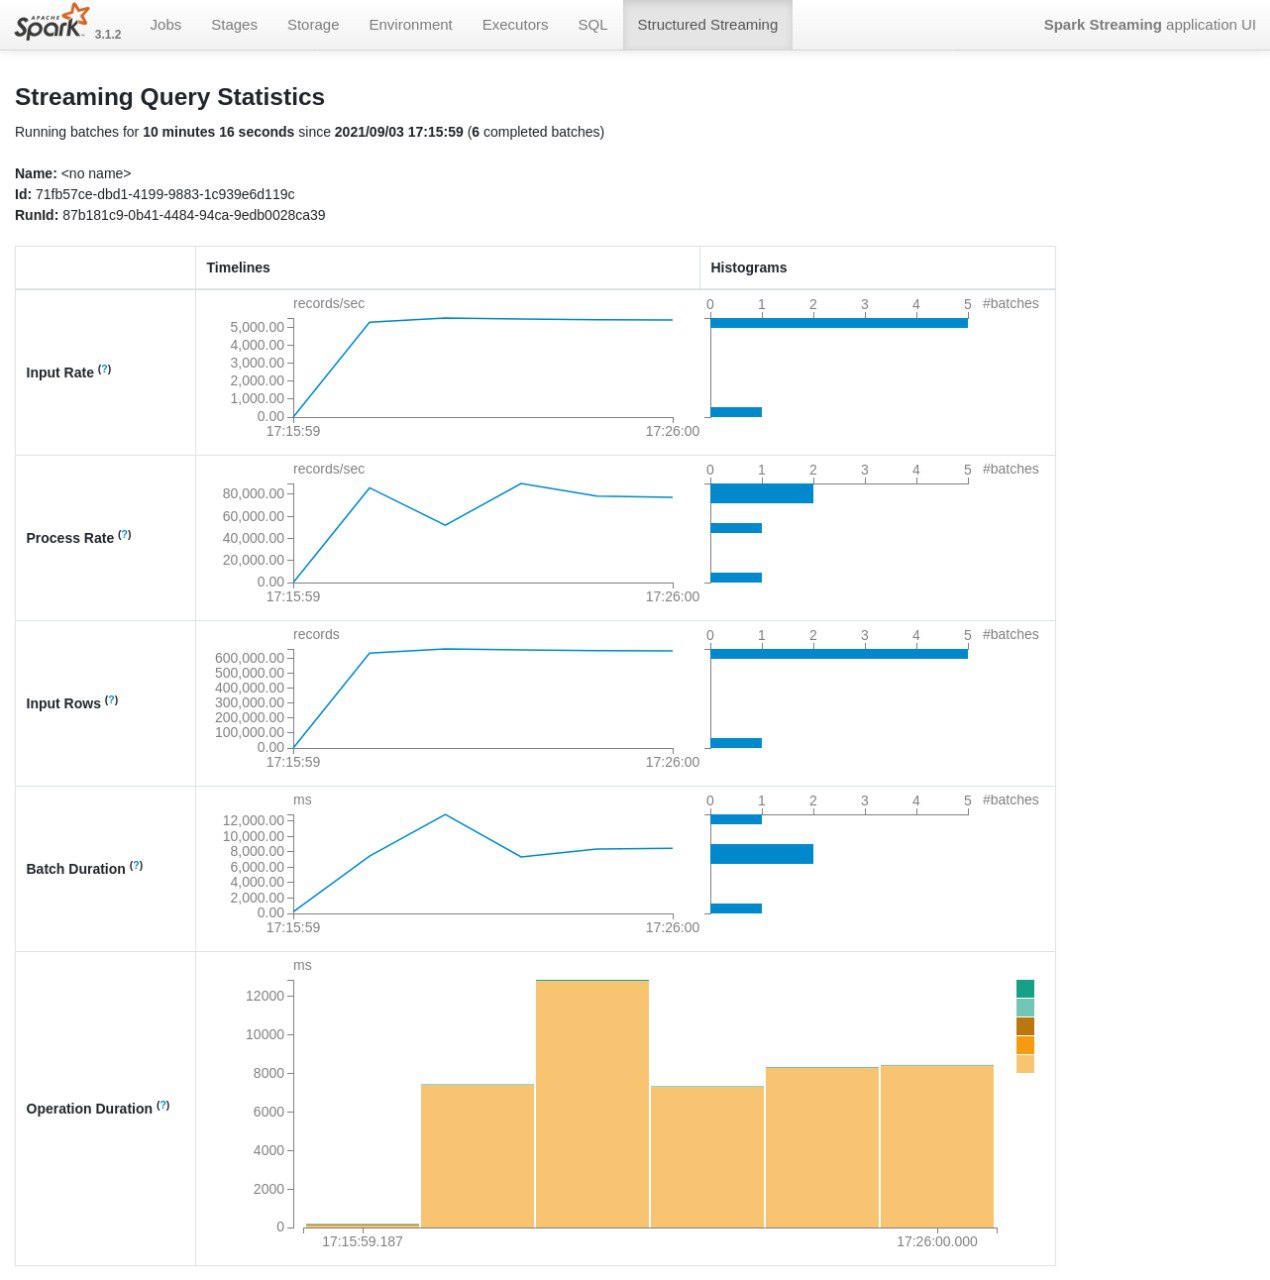 APACHE
Spark 3.1.2 Jobs Stages Storage Environment Executors SQL Structured Streaming Spark Streaming application UI
Streaming Query Statistics
Running batches for 10 minutes 16 seconds since 2021/09/03 17:15:59 (6 completed batches)
Name: <no name>
Id: 71fb57ce-dbd1-4199-9883-1c939e6d119c
RunId: 87b181c9-0b41-4484-94ca-9edb0028ca39
Timelines Histograms
Input Rate (?)
records/sec
5,000.00
4,000.00
3,000.00
2,000.00
1,000.00
0.00
17:15:59 17:26:00
0 1 2 3 4 5 #batches
Process Rate (?)
records/sec
80,000.00
60,000.00
40,000.00
20,000.00
0.00
17:15:59 17:26:00
0 1 2 3 4 5 #batches
Input Rows (?)
records
600,000.00
500,000.00
400,000.00
300,000.00
200,000.00
100,000.00
0.00
17:15:59 17:26:00
0 1 2 3 4 5 #batches
Batch Duration (?)
ms
12,000.00
10,000.00
8,000.00
6,000.00
4,000.00
2,000.00
0.00
17:15:59 17:26:00
0 1 2 3 4 5 #batches
Operation Duration (?)
ms
12000
10000
8000
6000
4000
2000
0
17:15:59.187 17:26:00.000